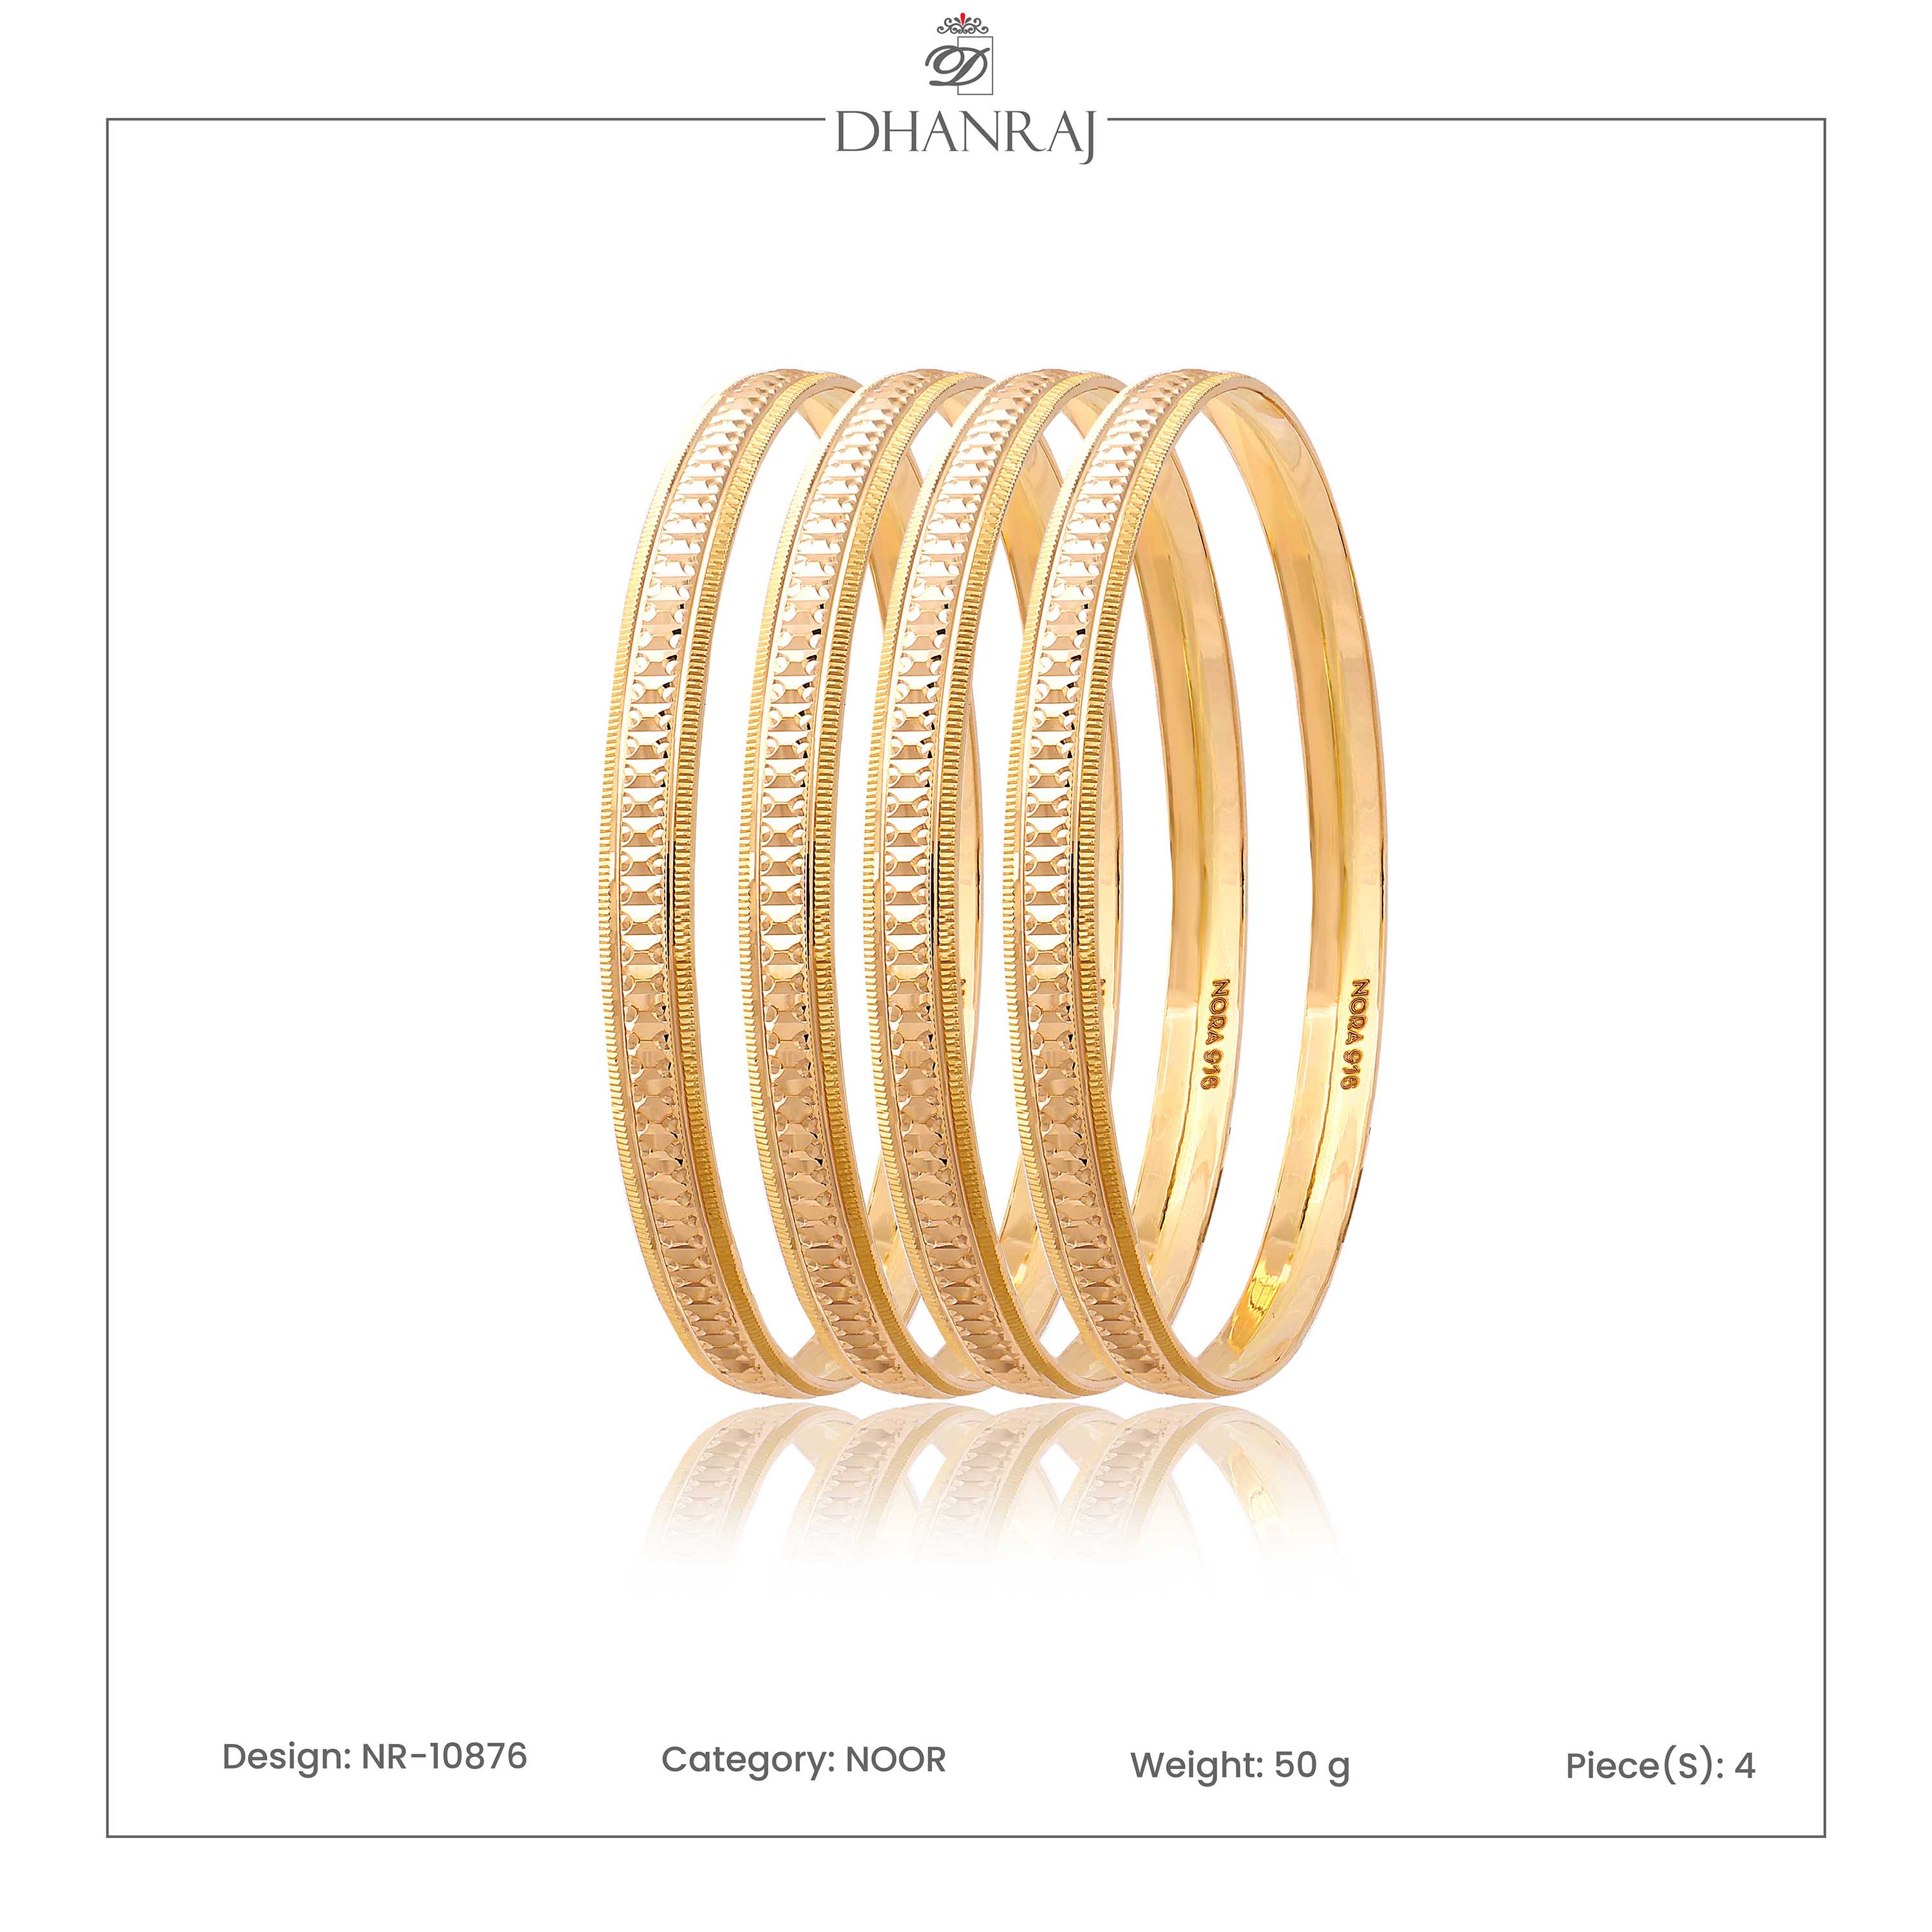 D
DHANRAJ
NORA 916
NORA 916
Design: NR-10876
Category: NOOR
Weight: 50 g
Piece(S): 4